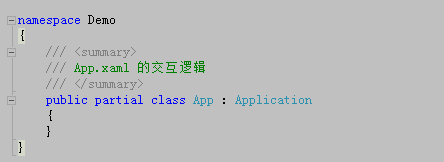 namespace Demo
{
/// <summary>
/// App.xaml 的交互逻辑
/// </summary>
public partial class App : Application
{
}
}